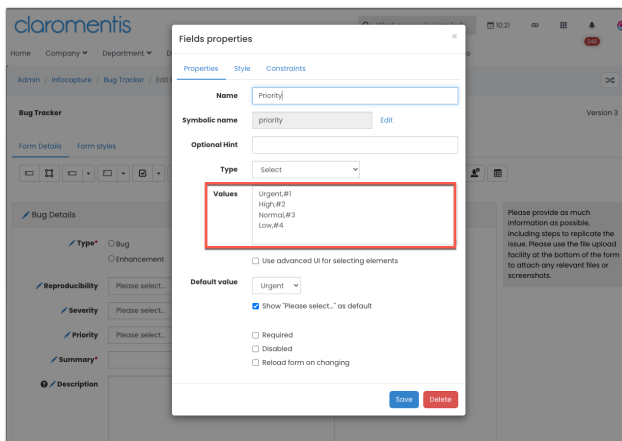 claromentis
10:21
249
Home Company Department
Admin / Infocapture / Bug Tracker / Edit
Bug Tracker
Version 3
Form Details Form styles
Bug Details
Type*
Bug
Enhancement
Reproducibility Please select...
Severity Please select...
Priority Please select...
Summary*
Description
Please provide as much
information as possible,
including steps to replicate the
issue. Please use the file upload
facility at the bottom of the form
to attach any relevant files or
screenshots.
Fields properties ×
Properties Style Constraints
Name Priority
Symbolic name priority Edit
Optional Hint
Type Select
Values Urgent,#1
High,#2
Normal,#3
Low,#4
Use advanced UI for selecting elements
Default value Urgent
Show "Please select..." as default
Required
Disabled
Reload form on changing
Save Delete